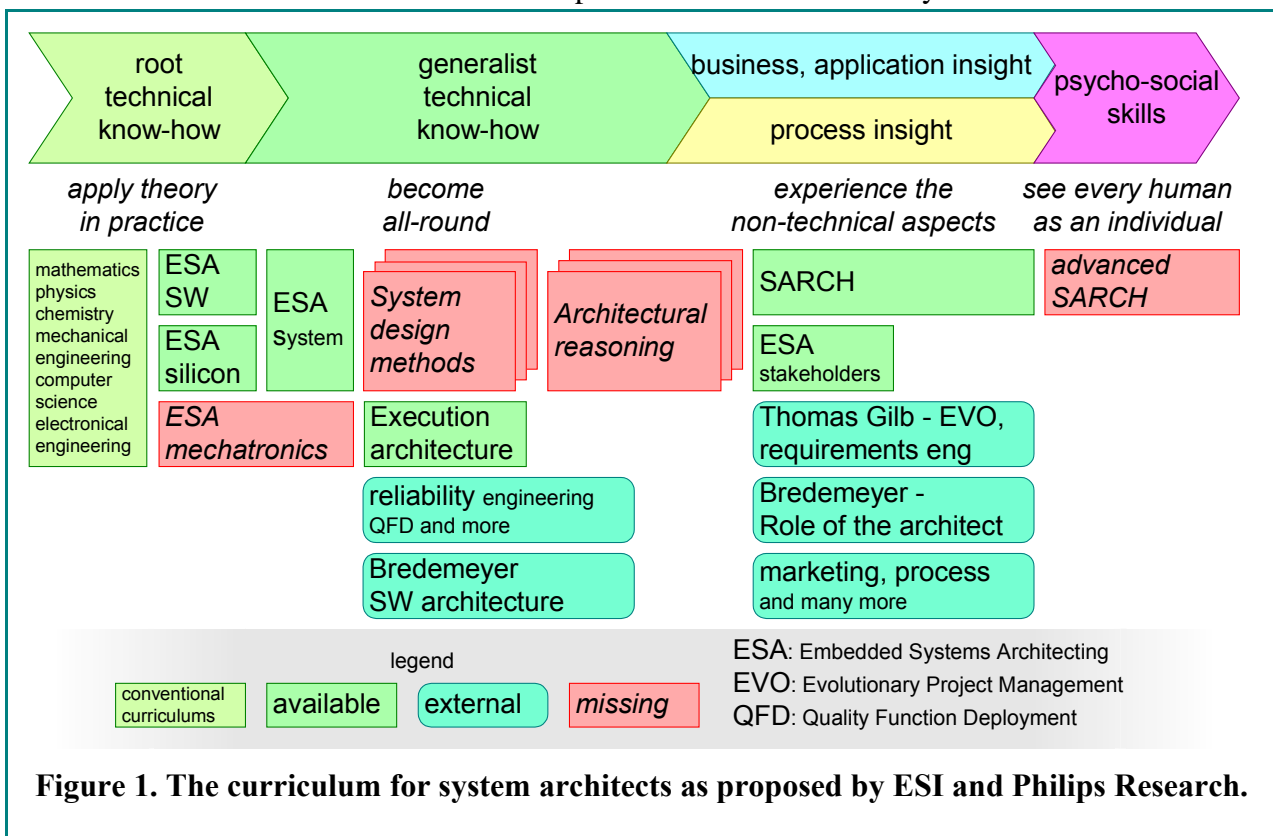 root
technical
know-how
generalist
technical
know-how
business, application insight
process insight
psycho-social
skills
apply theory
in practice
become
all-round
experience the
non-technical aspects
see every human
as an individual
mathematics
physics
chemistry
mechanical
engineering
computer
science
electronical
engineering
ESA
SW
ESA
silicon
ESA
system
ESA
mechatronics
System
design
methods
Architectural
reasoning
Execution
architecture
reliability engineering
QFD and more
Bredemeyer
SW architecture
SARCH
ESA
stakeholders
Thomas Gilb - EVO,
requirements eng
Bredemeyer -
Role of the architect
marketing, process
and many more
advanced
SARCH
legend
conventional
curriculums
available
external
missing
ESA: Embedded Systems Architecting
EVO: Evolutionary Project Management
QFD: Quality Function Deployment
Figure 1. The curriculum for system architects as proposed by ESI and Philips Research.